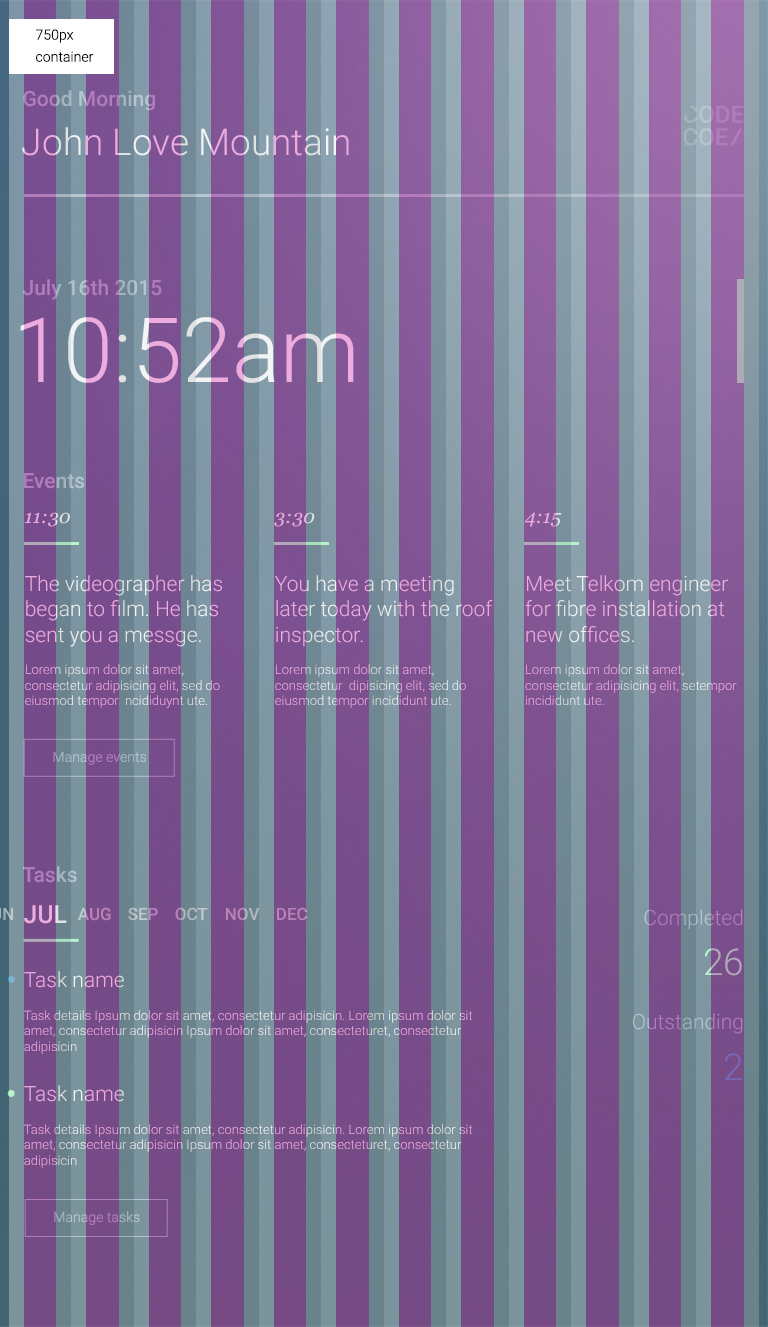 750px
container
Good Morning
John Love Mountain
CODE
COE/
July 16th 2015
10:52am
Events
11:30
The videographer has
began to film. He has
sent you a messge.
Lorem ipsum dolor sit amet,
consectetur adipisicing elit, sed do
eiusmod tempor  ncididuynt ute.
3:30
You have a meeting
later today with the roof
inspector.
Lorem ipsum dolor sit amet,
consectetur  dipisicing elit, sed do
eiusmod tempor incididunt ute.
4:15
Meet Telkom engineer
for fibre installation at
new offices.
Lorem ipsum dolor sit amet,
consectetur adipisicing elit, setempor
incididunt ute.
Manage events
Tasks
UN JUL AUG SEP OCT NOV DEC
Task name
Task details Ipsum dolor sit amet, consectetur adipisicin. Lorem ipsum dolor sit
amet, consectetur adipisicin Ipsum dolor sit amet, consecteturet, consectetur
adipisicin
Task name
Task details Ipsum dolor sit amet, consectetur adipisicin. Lorem ipsum dolor sit
amet, consectetur adipisicin Ipsum dolor sit amet, consecteturet, consectetur
adipisicin
Manage tasks
Completed
26
Outstanding
2